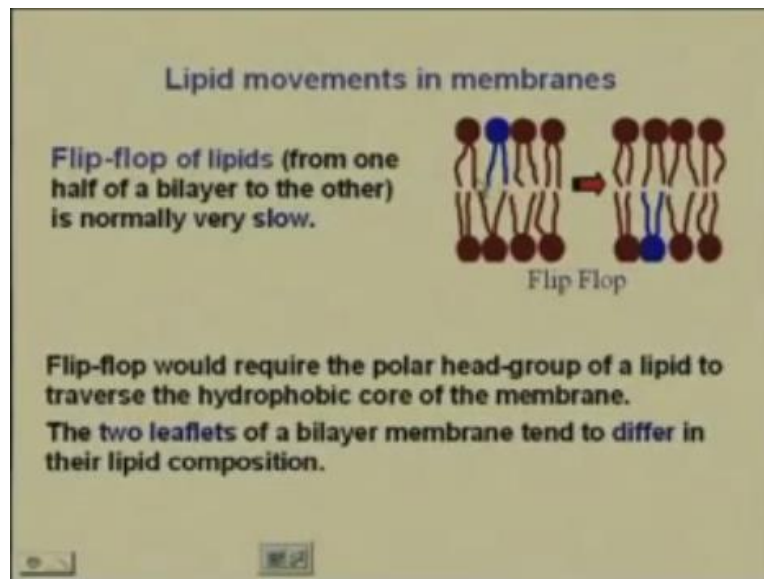 Lipid movements in membranes
Flip-flop of lipids (from one
half of a bilayer to the other)
is normally very slow.
Flip Flop
Flip-flop would require the polar head-group of a lipid to
traverse the hydrophobic core of the membrane.
The two leaflets of a bilayer membrane tend to differ in
their lipid composition.